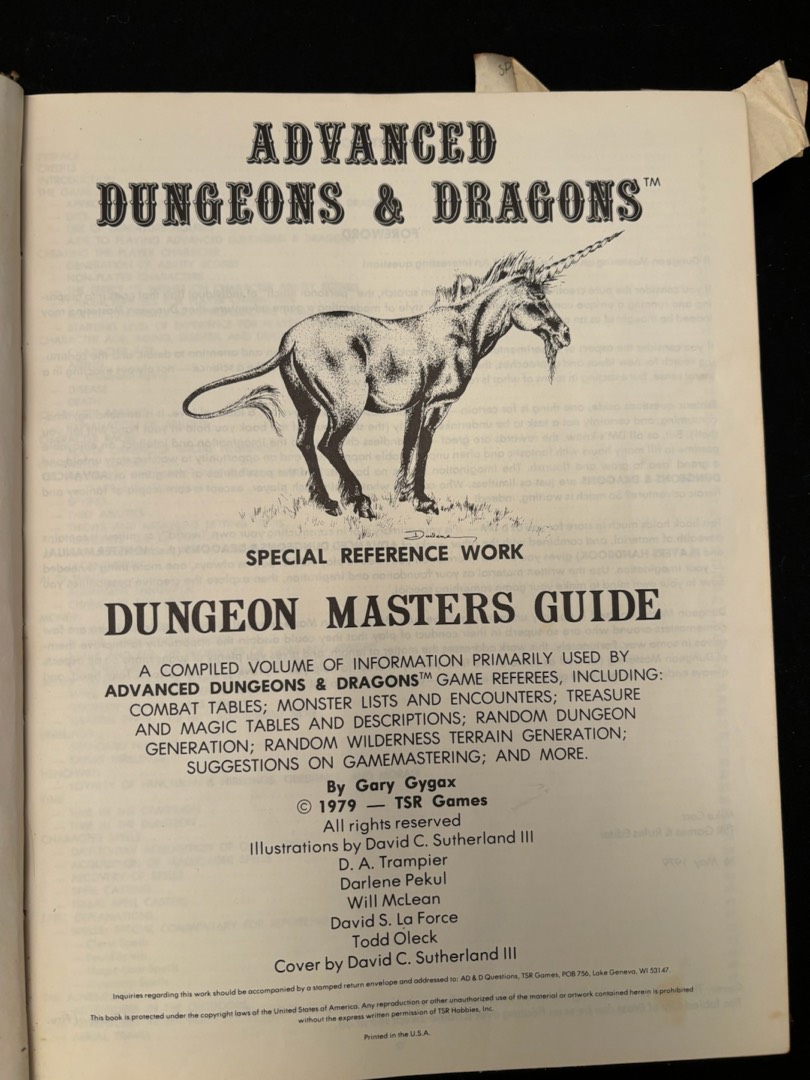 ADVANCED
DUNGEONS & DRAGONS™
Darlene
SPECIAL REFERENCE WORK
DUNGEON MASTERS GUIDE
A COMPILED VOLUME OF INFORMATION PRIMARILY USED BY
ADVANCED DUNGEONS & DRAGONS™ GAME REFEREES, INCLUDING:
COMBAT TABLES; MONSTER LISTS AND ENCOUNTERS; TREASURE
AND MAGIC TABLES AND DESCRIPTIONS; RANDOM DUNGEON
GENERATION; RANDOM WILDERNESS TERRAIN GENERATION;
SUGGESTIONS ON GAMEMASTERING; AND MORE.
By Gary Gygax
© 1979 — TSR Games
All rights reserved
Illustrations by David C. Sutherland III
D. A. Trampier
Darlene Pekul
Will McLean
David S. La Force
Todd Oleck
Cover by David C. Sutherland III
Inquiries regarding this work should be accompanied by a stamped return envelope and addressed to: AD & D Questions, TSR Games, POB 756, Lake Geneva, WI 53147.
This book is protected under the copyright laws of the United States of America. Any reproduction or other unauthorized use of the material or artwork contained herein is prohibited
without the express written permission of TSR Hobbies, Inc.
Printed in the U.S.A.